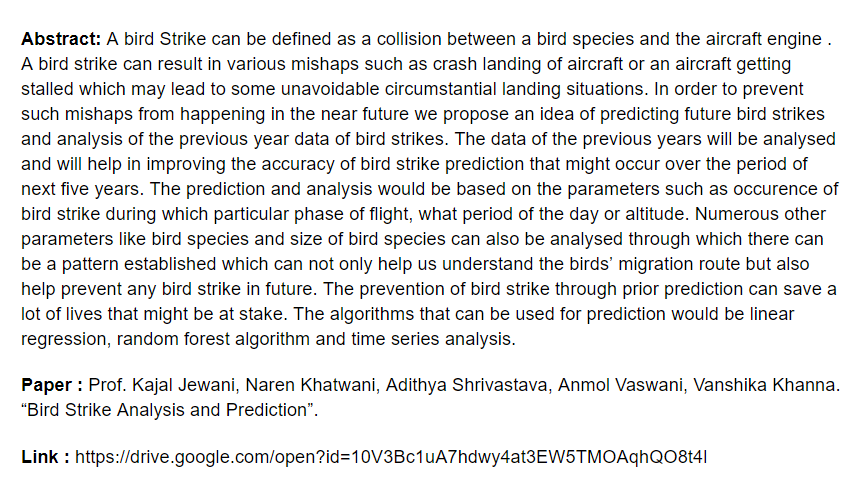 Abstract: A bird Strike can be defined as a collision between a bird species and the aircraft engine .
A bird strike can result in various mishaps such as crash landing of aircraft or an aircraft getting
stalled which may lead to some unavoidable circumstantial landing situations. In order to prevent
such mishaps from happening in the near future we propose an idea of predicting future bird strikes
and analysis of the previous year data of bird strikes. The data of the previous years will be analysed
and will help in improving the accuracy of bird strike prediction that might occur over the period of
next five years. The prediction and analysis would be based on the parameters such as occurence of
bird strike during which particular phase of flight, what period of the day or altitude. Numerous other
parameters like bird species and size of bird species can also be analysed through which there can
be a pattern established which can not only help us understand the birds’ migration route but also
help prevent any bird strike in future. The prevention of bird strike through prior prediction can save a
lot of lives that might be at stake. The algorithms that can be used for prediction would be linear
regression, random forest algorithm and time series analysis.
Paper : Prof. Kajal Jewani, Naren Khatwani, Adithya Shrivastava, Anmol Vaswani, Vanshika Khanna.
“Bird Strike Analysis and Prediction”.
Link : https://drive.google.com/open?id=10V3Bc1uA7hdwy4at3EW5TMOAqhQO8t4l